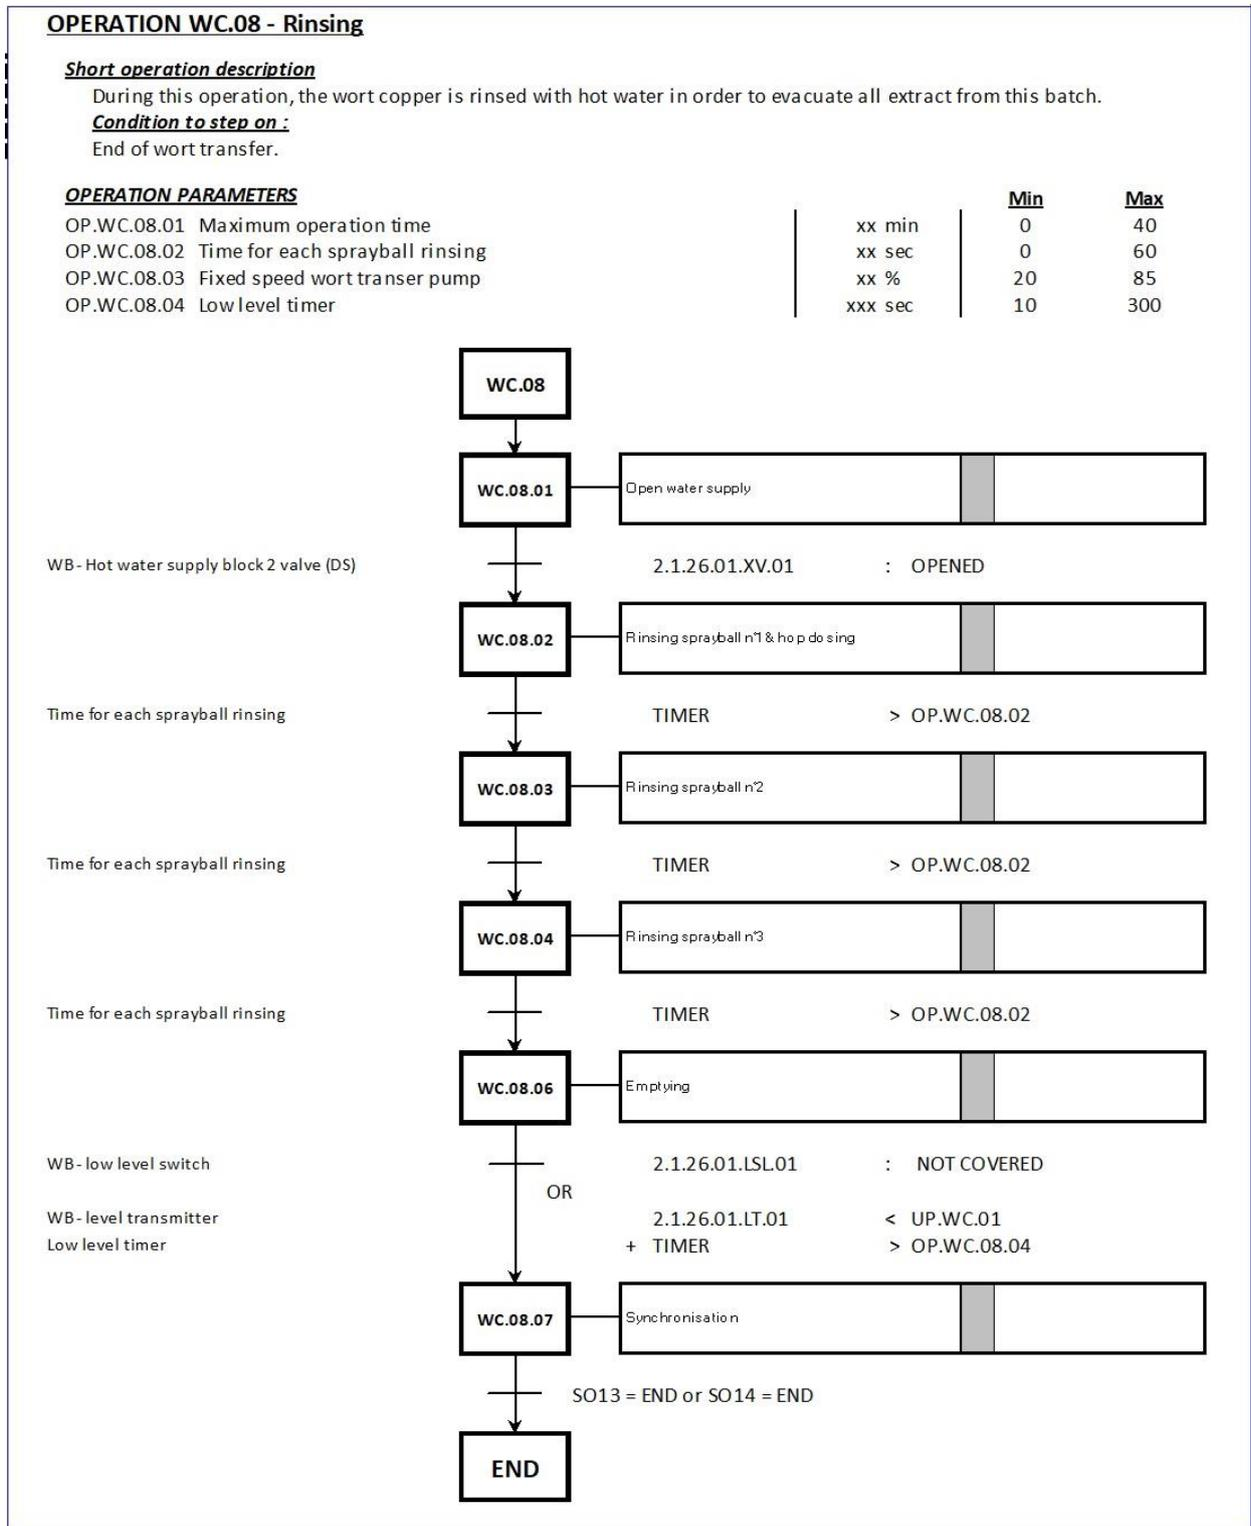 OPERATION WC.08 - Rinsing
Short operation description
During this operation, the wort copper is rinsed with hot water in order to evacuate all extract from this batch.
Condition to step on :
End of wort transfer.
OPERATION PARAMETERS Min Max
OP.WC.08.01 Maximum operation time xx min 0 40
OP.WC.08.02 Time for each sprayball rinsing xx sec 0 60
OP.WC.08.03 Fixed speed wort transer pump xx % 20 85
OP.WC.08.04 Low level timer xxx sec 10 300
WC.08
WC.08.01 Open water supply
WB- Hot water supply block 2 valve (DS) 2.1.26.01.XV.01 : OPENED
WC.08.02 Rinsing sprayball n°1 & hop dosing
Time for each sprayball rinsing TIMER > OP.WC.08.02
WC.08.03 Rinsing sprayball n°2
Time for each sprayball rinsing TIMER > OP.WC.08.02
WC.08.04 Rinsing sprayball n°3
Time for each sprayball rinsing TIMER > OP.WC.08.02
WC.08.06 Emptying
WB- low level switch 2.1.26.01.LSL.01 : NOT COVERED
OR
WB- level transmitter 2.1.26.01.LT.01 < UP.WC.01
Low level timer + TIMER > OP.WC.08.04
WC.08.07 Synchronisation
SO13 = END or SO14 = END
END